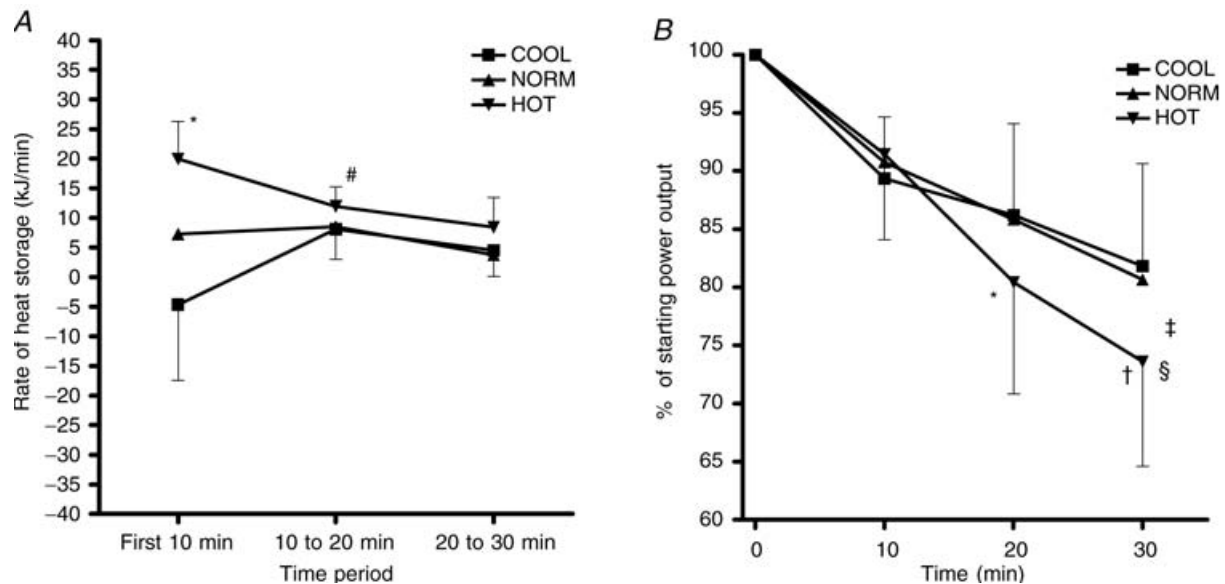 A
40
35
30
25
20
15
10
5
0
−5
−10
−15
−20
−25
−30
−35
−40
Rate of heat storage (kJ/min)
COOL
NORM
HOT
*
#
First 10 min 10 to 20 min 20 to 30 min
Time period
B
100
95
90
85
80
75
70
65
60
% of starting power output
COOL
NORM
HOT
*
‡
† §
0 10 20 30
Time (min)